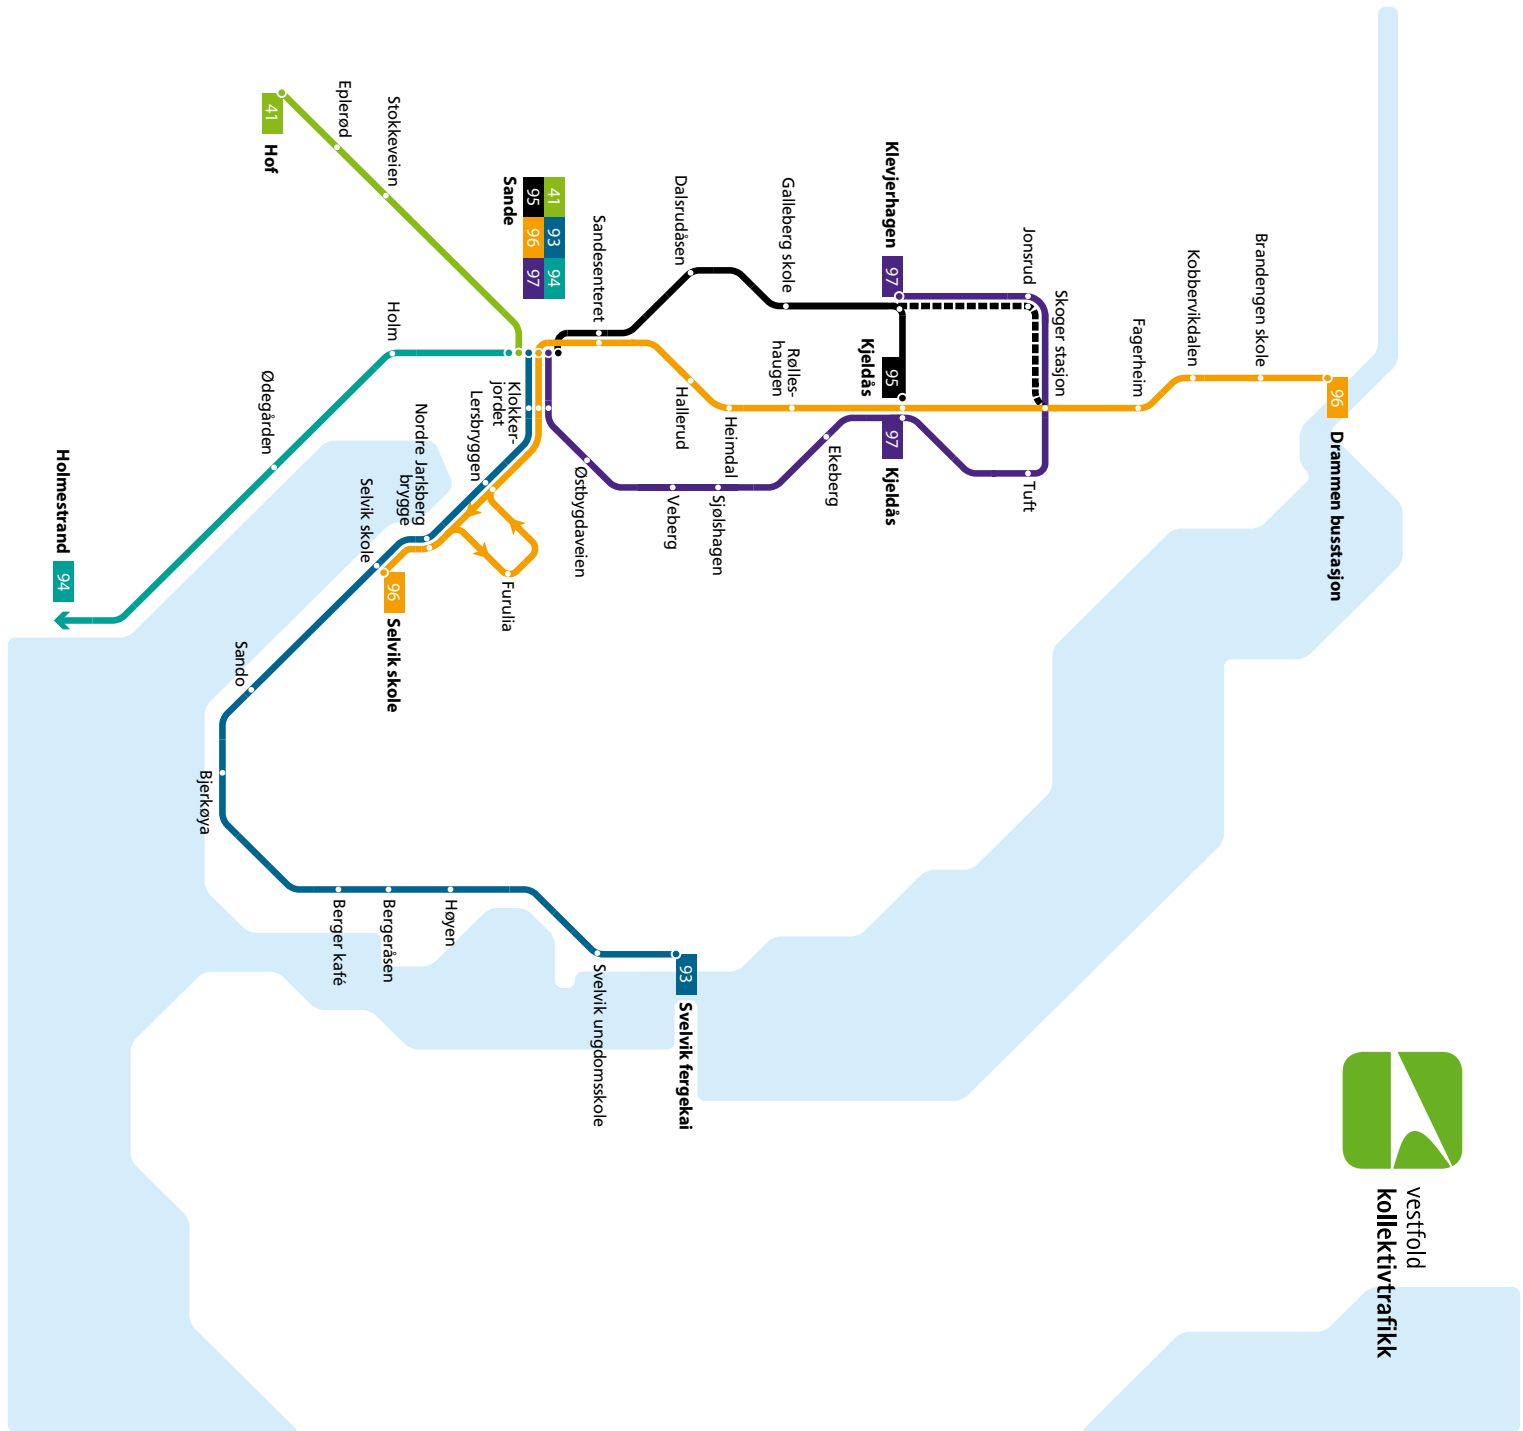 vestfold
kollektivtrafikk
96 Drammen busstasjon
Brandengen skole
Kobbervikdalen
Fagerheim
Skoger stasjon
Jonsrud
Tuft
Klevjerhagen 97
95
Kjeldås
97 Kjeldås
Ekeberg
Galleberg skole
Rølles-
haugen
Heimdal
Sjølshagen
93 Svelvik fergekai
Dalsrudåsen
Hallerud
Veberg
Sandesenteret
Svelvik ungdomsskole
Østbygdaveien
41 93 94
95 96 97
Sande
Klokker-
jordet
Furulia
Lersbryggen
Høyen
Nordre Jarlsberg
brygge
Stokkeveien
Holm
96 Selvik skole
Bergeråsen
Selvik skole
Eplerød
Berger kafé
41 Hof
Ødegården
Sando
Bjerkøya
Holmestrand 94